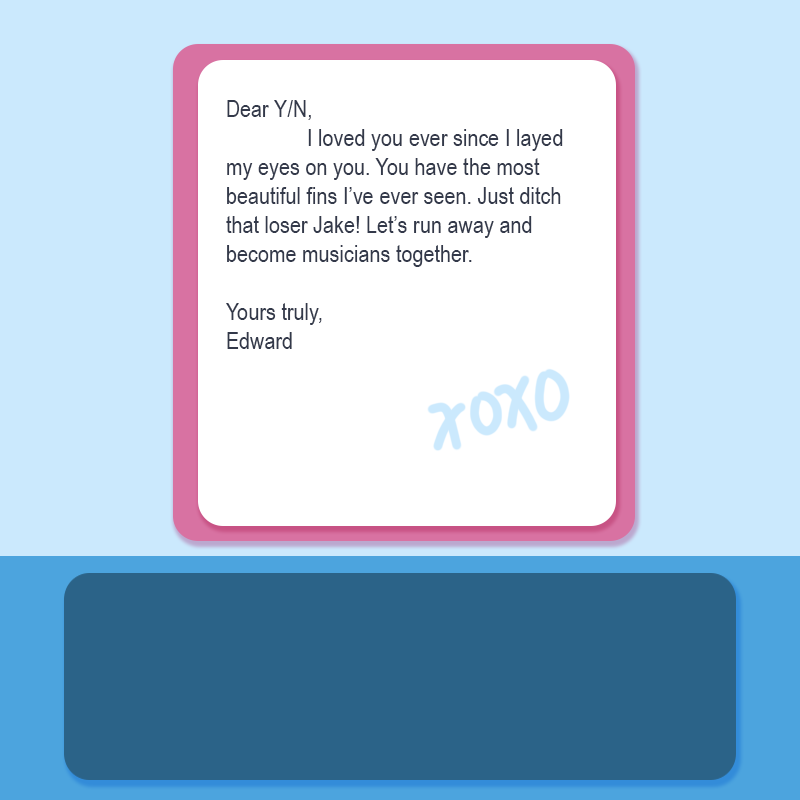 Dear Y/N,
I loved you ever since I layed
my eyes on you. You have the most
beautiful fins I’ve ever seen. Just ditch
that loser Jake! Let’s run away and
become musicians together.
Yours truly,
Edward
xoxo